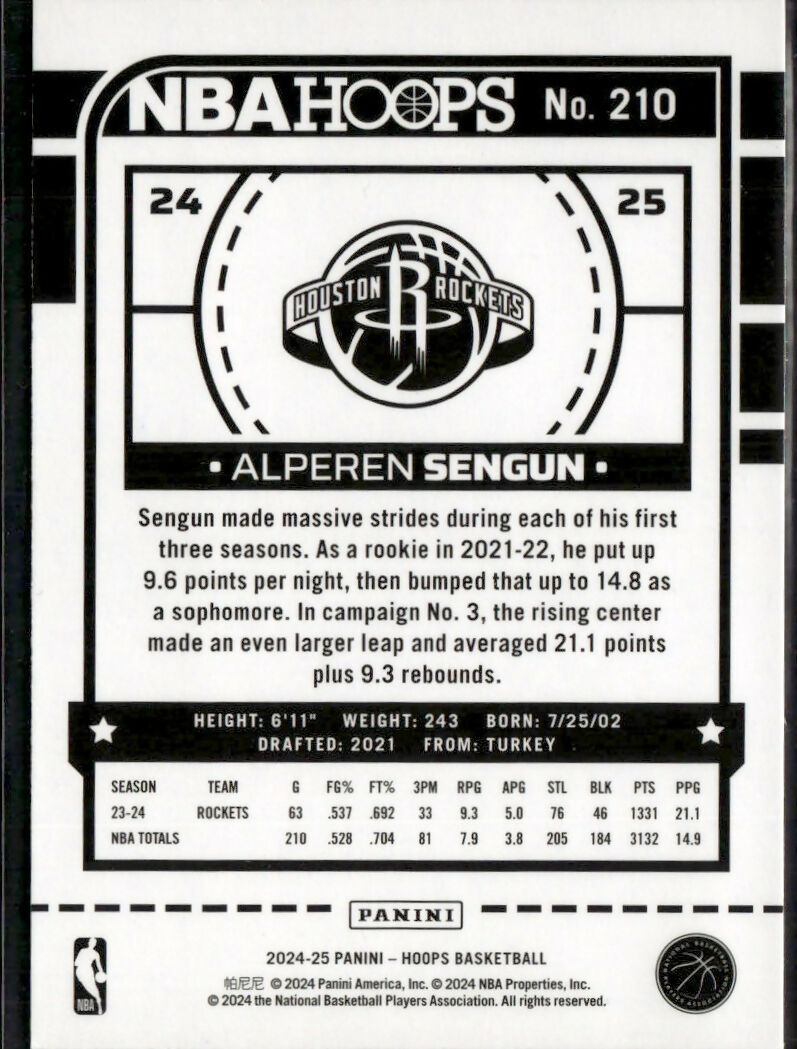 NBA HOOPS No. 210
24 25
HOUSTON R ROCKETS
• ALPEREN SENGUN •
Sengun made massive strides during each of his first
three seasons. As a rookie in 2021-22, he put up
9.6 points per night, then bumped that up to 14.8 as
a sophomore. In campaign No. 3, the rising center
made an even larger leap and averaged 21.1 points
plus 9.3 rebounds.
HEIGHT: 6'11" WEIGHT: 243 BORN: 7/25/02
DRAFTED: 2021 FROM: TURKEY
SEASON TEAM G FG% FT% 3PM RPG APG STL BLK PTS PPG
23-24 ROCKETS 63 .537 .692 33 9.3 5.0 76 46 1331 21.1
NBA TOTALS 210 .528 .704 81 7.9 3.8 205 184 3132 14.9
PANINI
2024-25 PANINI – HOOPS BASKETBALL
帕尼尼 © 2024 Panini America, Inc. © 2024 NBA Properties, Inc.
© 2024 the National Basketball Players Association. All rights reserved.
NBA
NATIONAL BASKETBALL PLAYERS ASSOCIATION